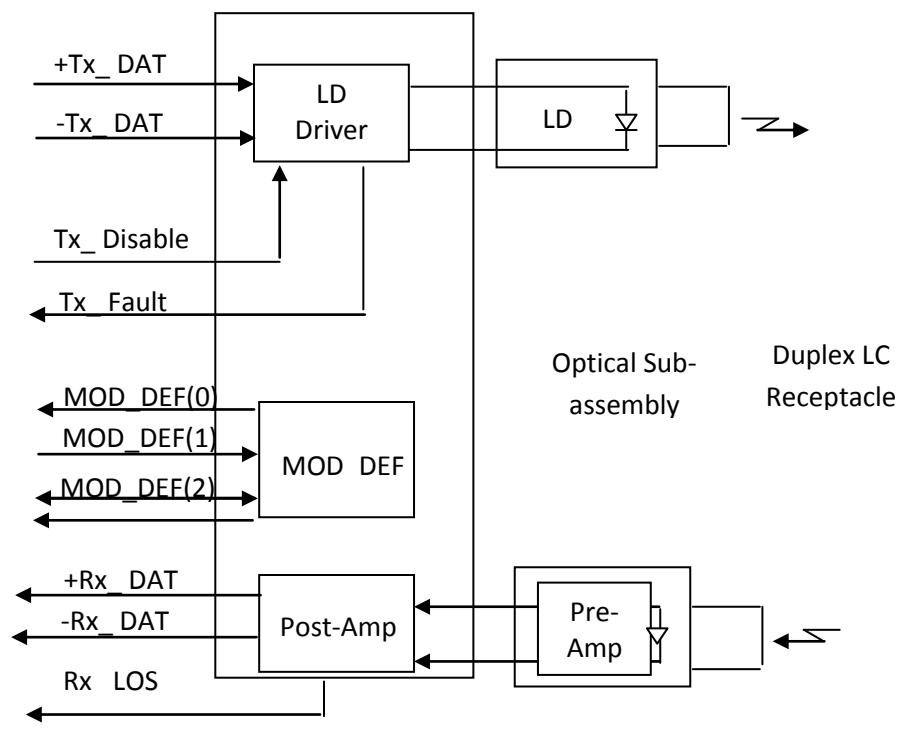 +Tx_ DAT
LD
Driver
-Tx_ DAT
LD
Tx_ Disable
Tx_ Fault
Optical Sub-
assembly
Duplex LC
Receptacle
MOD_DEF(0)
MOD_DEF(1)
MOD_DEF(2)
MOD DEF
+Rx_ DAT
-Rx_ DAT
Post-Amp
Pre-
Amp
Rx LOS